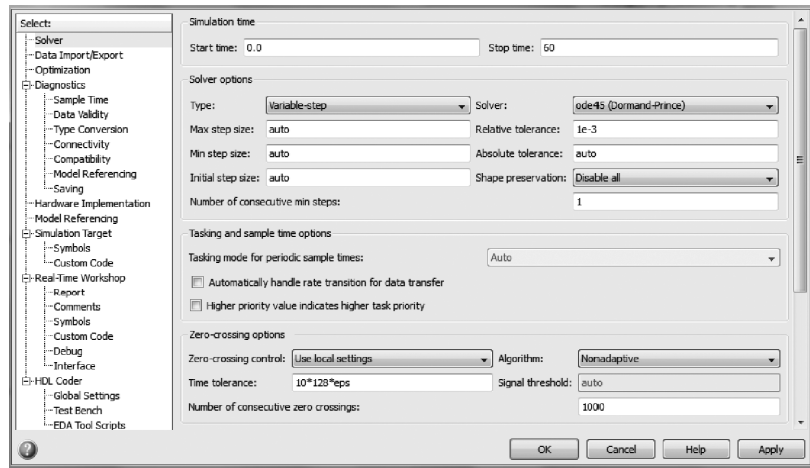 Select:
Solver
Data Import/Export
Optimization
Diagnostics
Sample Time
Data Validity
Type Conversion
Connectivity
Compatibility
Model Referencing
Saving
Hardware Implementation
Model Referencing
Simulation Target
Symbols
Custom Code
Real-Time Workshop
Report
Comments
Symbols
Custom Code
Debug
Interface
HDL Coder
Global Settings
Test Bench
EDA Tool Scripts
Simulation time
Start time: 0.0 Stop time: 60
Solver options
Type: Variable-step Solver: ode45 (Dormand-Prince)
Max step size: auto Relative tolerance: 1e-3
Min step size: auto Absolute tolerance: auto
Initial step size: auto Shape preservation: Disable all
Number of consecutive min steps: 1
Tasking and sample time options
Tasking mode for periodic sample times: Auto
Automatically handle rate transition for data transfer
Higher priority value indicates higher task priority
Zero-crossing options
Zero-crossing control: Use local settings Algorithm: Nonadaptive
Time tolerance: 10*128*eps Signal threshold: auto
Number of consecutive zero crossings: 1000
OK Cancel Help Apply